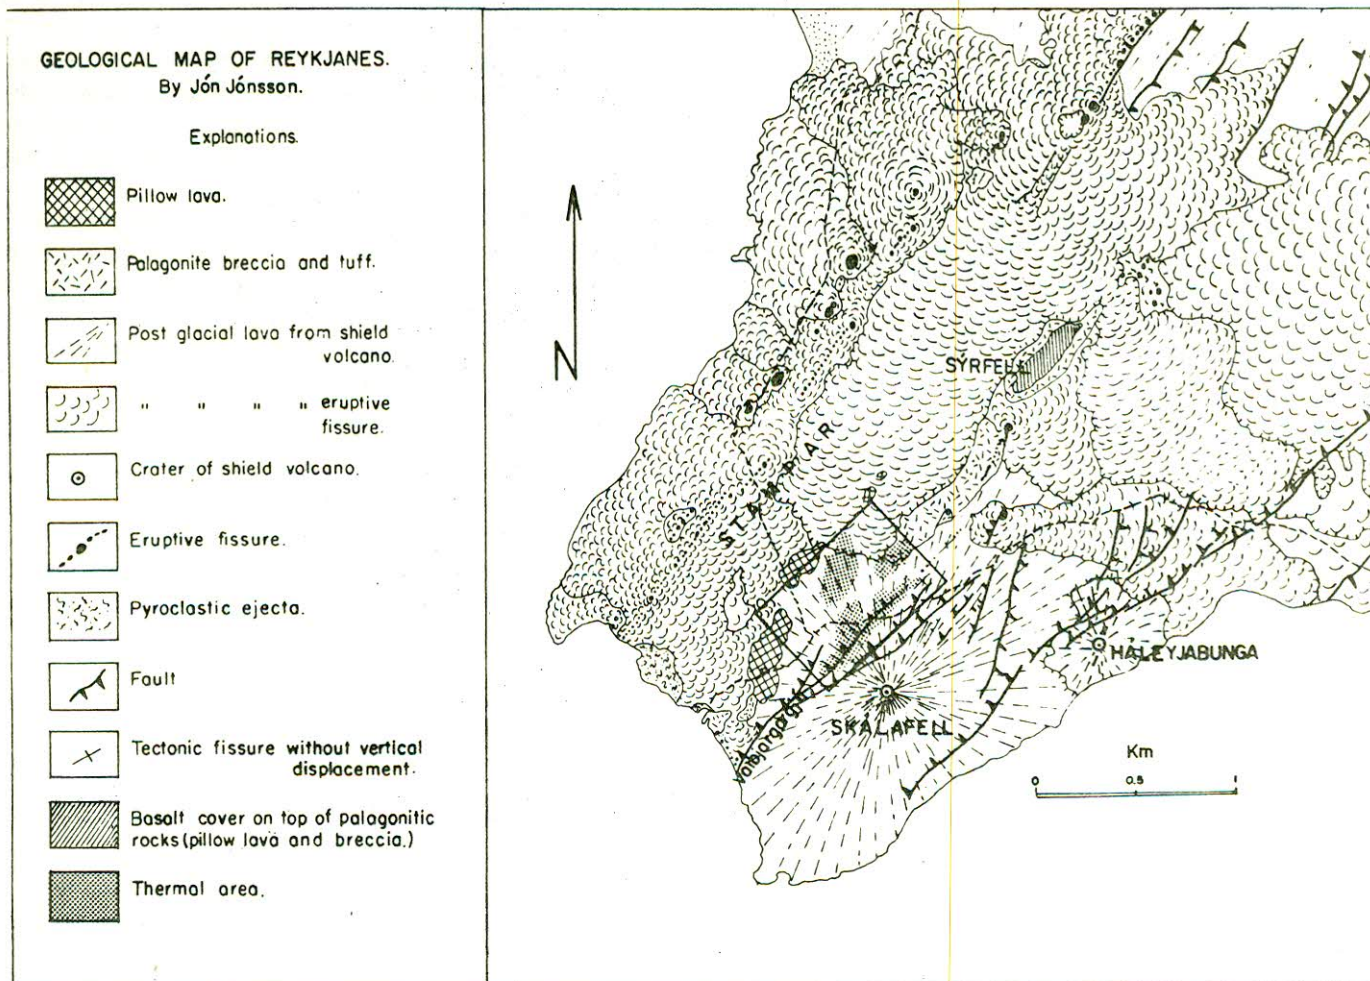 GEOLOGICAL MAP OF REYKJANES.
By Jón Jónsson.
Explanations.
Pillow lava.
Palagonite breccia and tuff.
Post glacial lava from shield
volcano.
" " " " eruptive
fissure.
Crater of shield volcano.
Eruptive fissure.
Pyroclastic ejecta.
Fault
Tectonic fissure without vertical
displacement.
Basalt cover on top of palagonitic
rocks (pillow lava and breccia.)
Thermal area.
N
SÝRFELL
STAMPAR
HÁLEYJABUNGA
SKÁLAFELL
Km
0 0.5 1